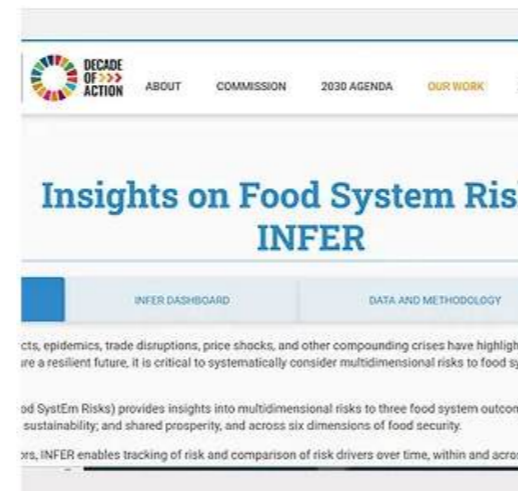 DECADE
OF >>>
ACTION
ABOUT COMMISSION 2030 AGENDA OUR WORK
Insights on Food System Ris
INFER
INFER DASHBOARD DATA AND METHODOLOGY
cts, epidemics, trade disruptions, price shocks, and other compounding crises have highligh
re a resilient future, it is critical to systematically consider multidimensional risks to food sy
od SystEm Risks) provides insights into multidimensional risks to three food system outcom
sustainability; and shared prosperity, and across six dimensions of food security.
ors, INFER enables tracking of risk and comparison of risk drivers over time, within and acros